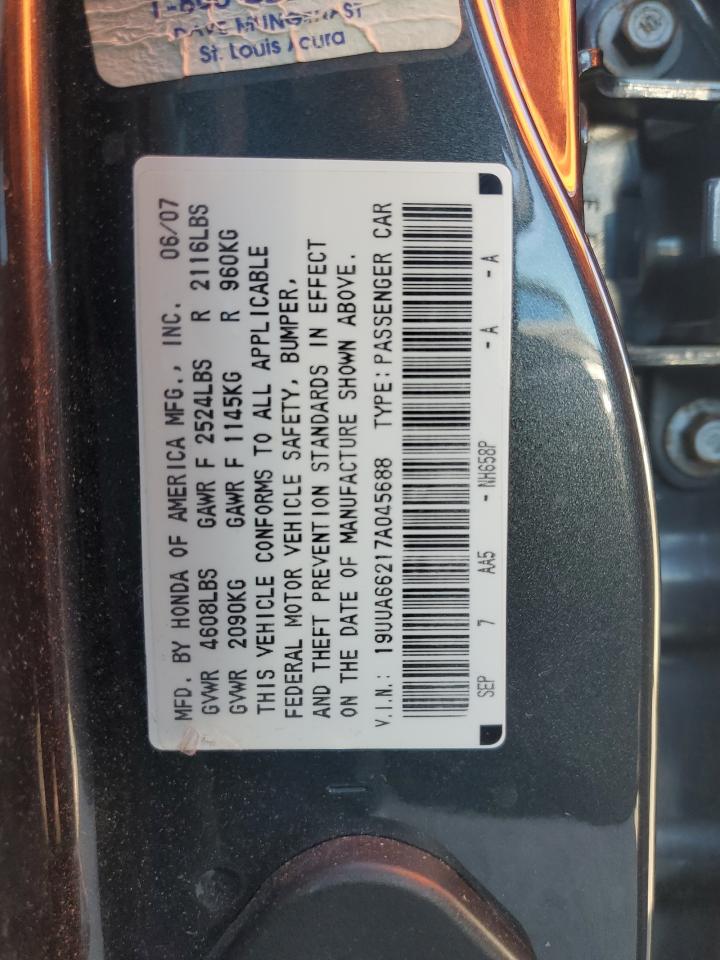 St. Louis Acura
MFD. BY HONDA OF AMERICA MFG., INC. 06/07
GVWR 4608LBS GAWR F 2524LBS R 2116LBS
GVWR 2090KG GAWR F 1145KG R 960KG
THIS VEHICLE CONFORMS TO ALL APPLICABLE
FEDERAL MOTOR VEHICLE SAFETY, BUMPER,
AND THEFT PREVENTION STANDARDS IN EFFECT
ON THE DATE OF MANUFACTURE SHOWN ABOVE.
V.I.N.: 19UUA66217A045688 TYPE: PASSENGER CAR
SEP 7 AA5 - NH658P - A - A